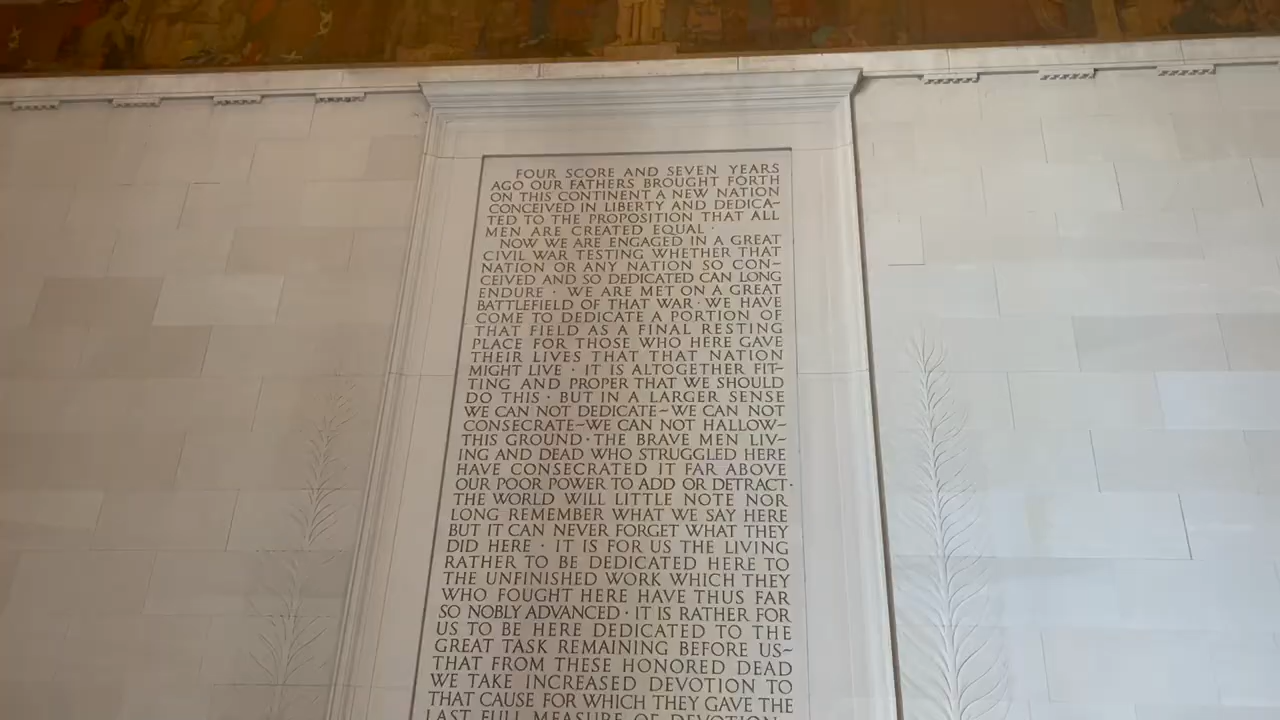 FOUR SCORE AND SEVEN YEARS
AGO OUR FATHERS BROUGHT FORTH
ON THIS CONTINENT A NEW NATION
CONCEIVED IN LIBERTY AND DEDICA~
TED TO THE PROPOSITION THAT ALL
MEN ARE CREATED EQUAL ·
NOW WE ARE ENGAGED IN A GREAT
CIVIL WAR TESTING WHETHER THAT
NATION OR ANY NATION SO CON~
CEIVED AND SO DEDICATED CAN LONG
ENDURE · WE ARE MET ON A GREAT
BATTLEFIELD OF THAT WAR · WE HAVE
COME TO DEDICATE A PORTION OF
THAT FIELD AS A FINAL RESTING
PLACE FOR THOSE WHO HERE GAVE
THEIR LIVES THAT THAT NATION
MIGHT LIVE · IT IS ALTOGETHER FIT~
TING AND PROPER THAT WE SHOULD
DO THIS · BUT IN A LARGER SENSE
WE CAN NOT DEDICATE~WE CAN NOT
CONSECRATE~WE CAN NOT HALLOW~
THIS GROUND · THE BRAVE MEN LIV~
ING AND DEAD WHO STRUGGLED HERE
HAVE CONSECRATED IT FAR ABOVE
OUR POOR POWER TO ADD OR DETRACT ·
THE WORLD WILL LITTLE NOTE NOR
LONG REMEMBER WHAT WE SAY HERE
BUT IT CAN NEVER FORGET WHAT THEY
DID HERE · IT IS FOR US THE LIVING
RATHER TO BE DEDICATED HERE TO
THE UNFINISHED WORK WHICH THEY
WHO FOUGHT HERE HAVE THUS FAR
SO NOBLY ADVANCED · IT IS RATHER FOR
US TO BE HERE DEDICATED TO THE
GREAT TASK REMAINING BEFORE US~
THAT FROM THESE HONORED DEAD
WE TAKE INCREASED DEVOTION TO
THAT CAUSE FOR WHICH THEY GAVE THE
LAST FULL MEASURE OF DEVOTION~